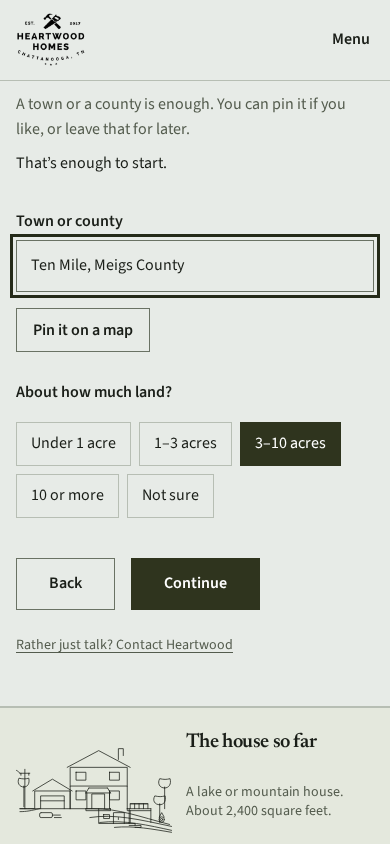 EST. 2017
HEARTWOOD
HOMES
CHATTANOOGA, TN
Menu
A town or a county is enough. You can pin it if you
like, or leave that for later.
That’s enough to start.
Town or county
Ten Mile, Meigs County
Pin it on a map
About how much land?
Under 1 acre
1–3 acres
3–10 acres
10 or more
Not sure
Back
Continue
Rather just talk? Contact Heartwood
The house so far
A lake or mountain house.
About 2,400 square feet.